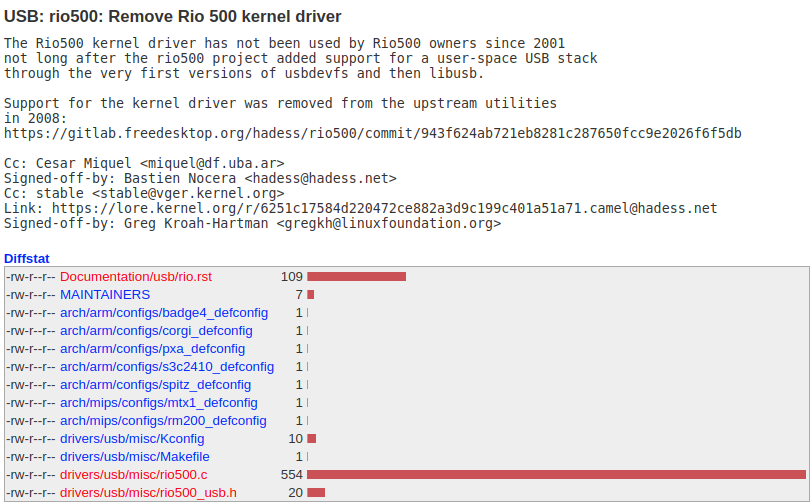 USB: rio500: Remove Rio 500 kernel driver
The Rio500 kernel driver has not been used by Rio500 owners since 2001
not long after the rio500 project added support for a user-space USB stack
through the very first versions of usbdevfs and then libusb.
Support for the kernel driver was removed from the upstream utilities
in 2008:
https://gitlab.freedesktop.org/hadess/rio500/commit/943f624ab721eb8281c287650fcc9e2026f6f5db
Cc: Cesar Miquel <miquel@df.uba.ar>
Signed-off-by: Bastien Nocera <hadess@hadess.net>
Cc: stable <stable@vger.kernel.org>
Link: https://lore.kernel.org/r/6251c17584d220472ce882a3d9c199c401a51a71.camel@hadess.net
Signed-off-by: Greg Kroah-Hartman <gregkh@linuxfoundation.org>
Diffstat
-rw-r--r-- Documentation/usb/rio.rst 109
-rw-r--r-- MAINTAINERS 7
-rw-r--r-- arch/arm/configs/badge4_defconfig 1
-rw-r--r-- arch/arm/configs/corgi_defconfig 1
-rw-r--r-- arch/arm/configs/pxa_defconfig 1
-rw-r--r-- arch/arm/configs/s3c2410_defconfig 1
-rw-r--r-- arch/arm/configs/spitz_defconfig 1
-rw-r--r-- arch/mips/configs/mtx1_defconfig 1
-rw-r--r-- arch/mips/configs/rm200_defconfig 1
-rw-r--r-- drivers/usb/misc/Kconfig 10
-rw-r--r-- drivers/usb/misc/Makefile 1
-rw-r--r-- drivers/usb/misc/rio500.c 554
-rw-r--r-- drivers/usb/misc/rio500_usb.h 20